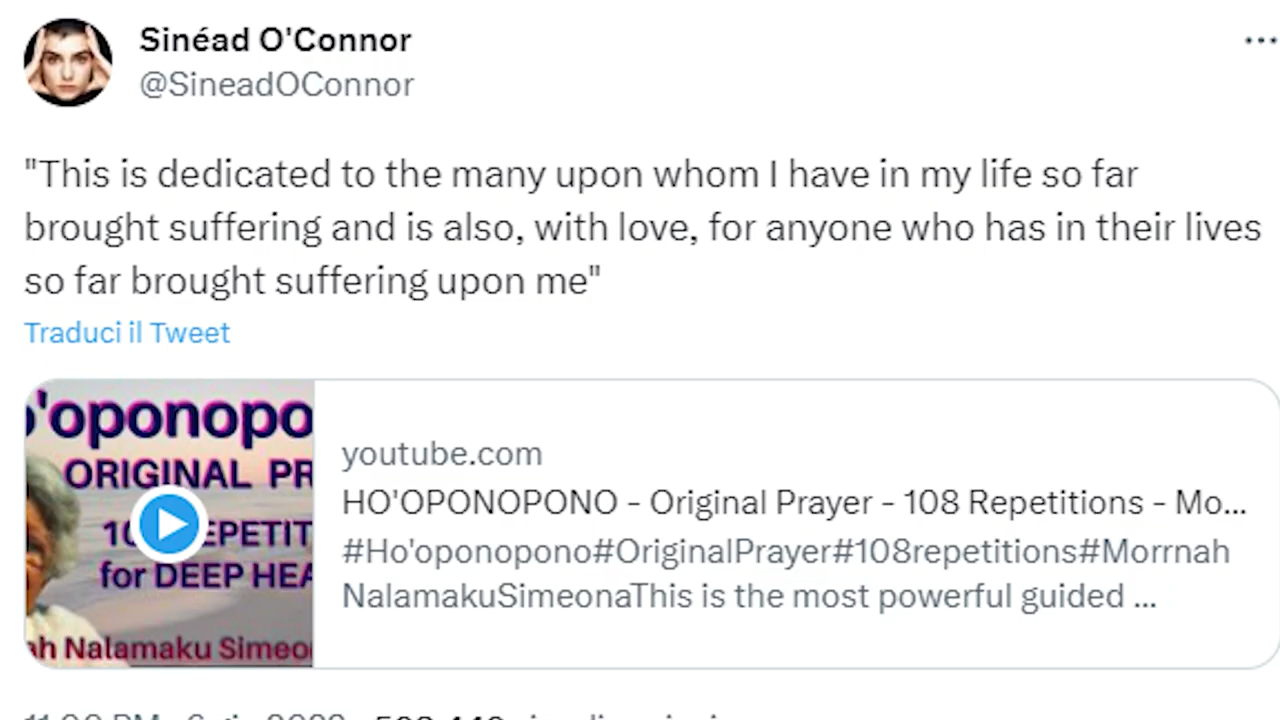 Sinéad O'Connor
@SineadOConnor
"This is dedicated to the many upon whom I have in my life so far
brought suffering and is also, with love, for anyone who has in their lives
so far brought suffering upon me"
Traduci il Tweet
o'oponopo
ORIGINAL PR
for DEEP HEA
ah Nalamaku Simeo
youtube.com
HO'OPONOPONO - Original Prayer - 108 Repetitions - Mo...
#Ho'oponopono#OriginalPrayer#108repetitions#Morrnah
NalamakuSimeonaThis is the most powerful guided ...